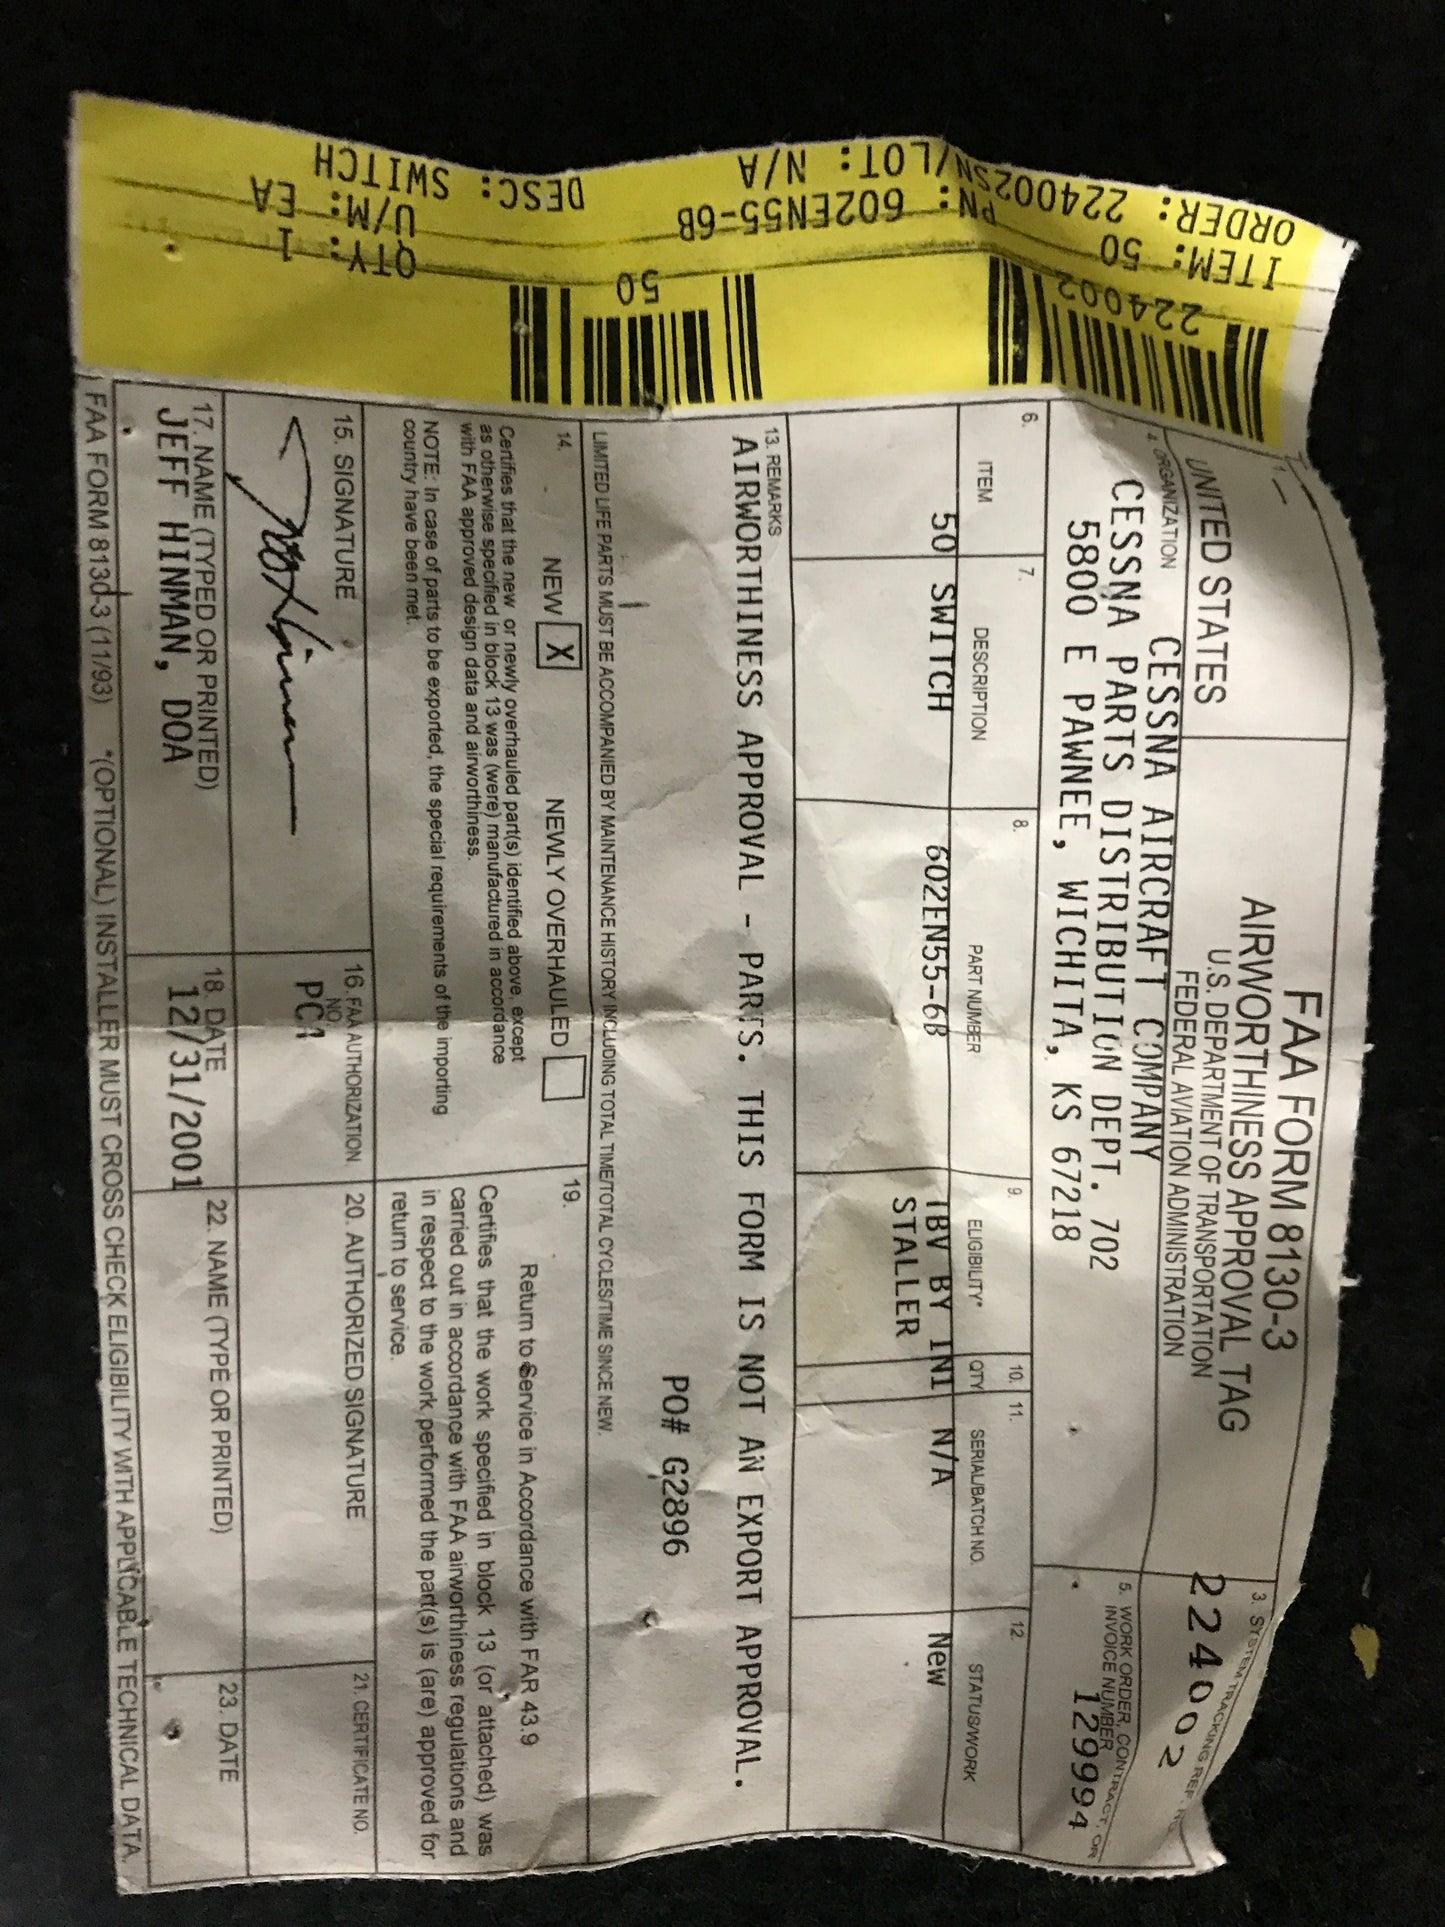 ORDER: 224002
ITEM: 50
224002
SN/LOT: N/A
PN: 602EN55-6B
50
DESC: SWITCH
U/M: EA
QTY: 1
1.
UNITED STATES
FAA FORM 8130-3
AIRWORTHINESS APPROVAL TAG
U.S. DEPARTMENT OF TRANSPORTATION
FEDERAL AVIATION ADMINISTRATION
3. SYSTEM TRACKING REF.
224002
4. ORGANIZATION
CESSNA AIRCRAFT COMPANY
CESSNA PARTS DISTRIBUTION DEPT. 702
5800 E PAWNEE, WICHITA, KS 67218
5. WORK ORDER, CONTRACT, OR
INVOICE NUMBER
129994
6. ITEM
7. DESCRIPTION
8. PART NUMBER
9. ELIGIBILITY*
10. QTY
11. SERIAL/BATCH NO.
12. STATUS/WORK
50 SWITCH 602EN55-6B TBV BY IN1 N/A New
STALLER
13. REMARKS
AIRWORTHINESS APPROVAL - PARTS. THIS FORM IS NOT AN EXPORT APPROVAL.
PO# G2896
LIMITED LIFE PARTS MUST BE ACCOMPANIED BY MAINTENANCE HISTORY INCLUDING TOTAL TIME/TOTAL CYCLES/TIME SINCE NEW.
14. NEW X NEWLY OVERHAULED
Certifies that the new or newly overhauled part(s) identified above, except
as otherwise specified in block 13 was (were) manufactured in accordance
with FAA approved design data and airworthiness.
NOTE: In case of parts to be exported, the special requirements of the importing
country have been met.
19. Return to Service in Accordance with FAR 43.9
Certifies that the work specified in block 13 (or attached) was
carried out in accordance with FAA airworthiness regulations and
in respect to the work performed the part(s) is (are) approved for
return to service.
15. SIGNATURE
16. FAA AUTHORIZATION
NO.
PC1
20. AUTHORIZED SIGNATURE
21. CERTIFICATE NO.
17. NAME (TYPED OR PRINTED)
JEFF HINMAN, DOA
18. DATE
12/31/2001
22. NAME (TYPE OR PRINTED)
23. DATE
FAA FORM 8130-3 (11/93) *(OPTIONAL) INSTALLER MUST CROSS CHECK ELIGIBILITY WITH APPLICABLE TECHNICAL DATA.